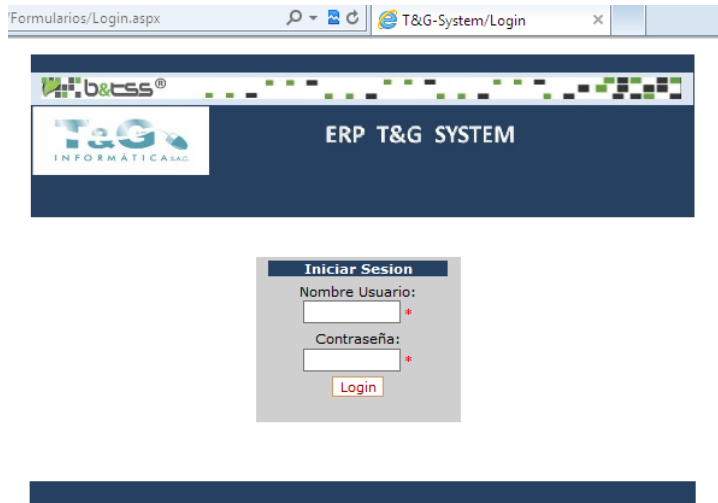 /Formularios/Login.aspx
T&G-System/Login
b&tss®
T&G
INFORMÁTICA S.A.C.
ERP T&G SYSTEM
Iniciar Sesion
Nombre Usuario:
*
Contraseña:
*
Login